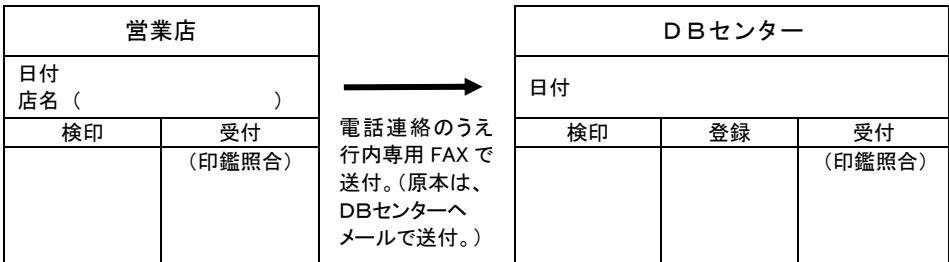 営業店
日付
店名（　　　　　　　　）
検印
受付
（印鑑照合）
電話連絡のうえ
行内専用 FAX で
送付。（原本は、
ＤＢセンターへ
メールで送付。）
ＤＢセンター
日付
検印
登録
受付
（印鑑照合）